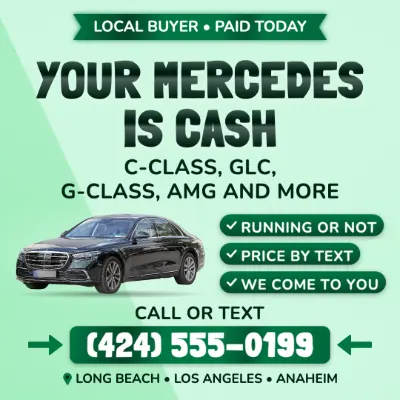 LOCAL BUYER • PAID TODAY
YOUR MERCEDES
IS CASH
C-CLASS, GLC,
G-CLASS, AMG AND MORE
RUNNING OR NOT
PRICE BY TEXT
WE COME TO YOU
CALL OR TEXT
(424) 555-0199
LONG BEACH • LOS ANGELES • ANAHEIM